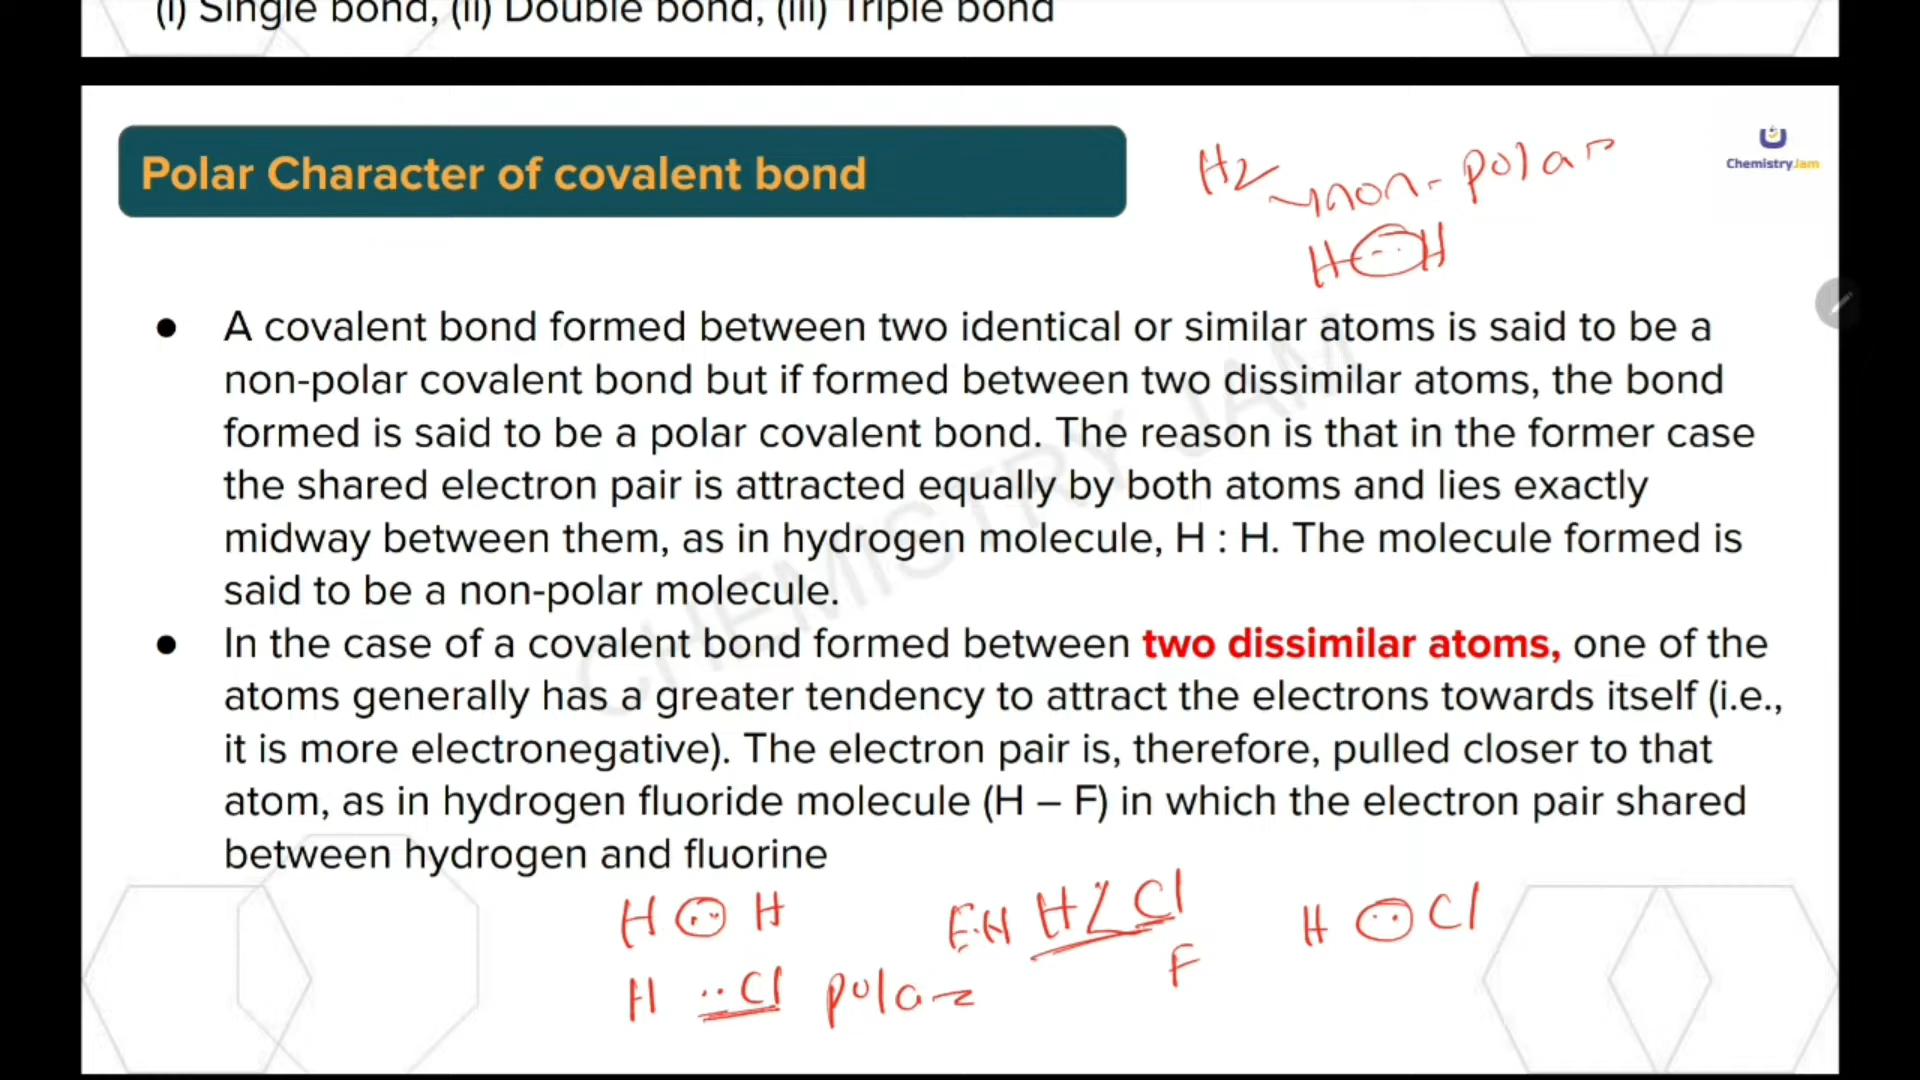 (i) Single bond, (ii) Double bond, (iii) Triple bond
Polar Character of covalent bond
H2
non-polar
H··H
ChemistryJam
● A covalent bond formed between two identical or similar atoms is said to be a
non-polar covalent bond but if formed between two dissimilar atoms, the bond
formed is said to be a polar covalent bond. The reason is that in the former case
the shared electron pair is attracted equally by both atoms and lies exactly
midway between them, as in hydrogen molecule, H : H. The molecule formed is
said to be a non-polar molecule.
● In the case of a covalent bond formed between two dissimilar atoms, one of the
atoms generally has a greater tendency to attract the electrons towards itself (i.e.,
it is more electronegative). The electron pair is, therefore, pulled closer to that
atom, as in hydrogen fluoride molecule (H – F) in which the electron pair shared
between hydrogen and fluorine
CHEMISTRY JAM
H ·· H
E.N H < Cl
H ·· Cl
F
H ··Cl polar